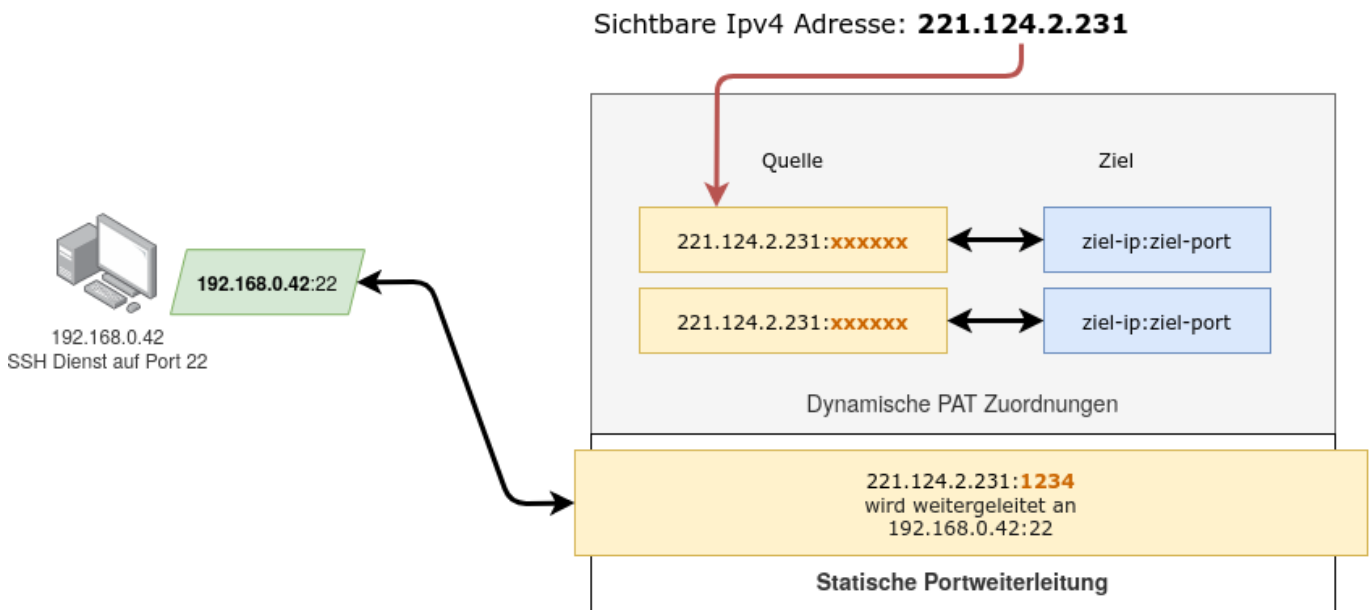 Sichtbare Ipv4 Adresse: 221.124.2.231
Quelle
Ziel
221.124.2.231:xxxxxx
ziel-ip:ziel-port
221.124.2.231:xxxxxx
ziel-ip:ziel-port
Dynamische PAT Zuordnungen
192.168.0.42:22
192.168.0.42
SSH Dienst auf Port 22
221.124.2.231:1234
wird weitergeleitet an
192.168.0.42:22
Statische Portweiterleitung